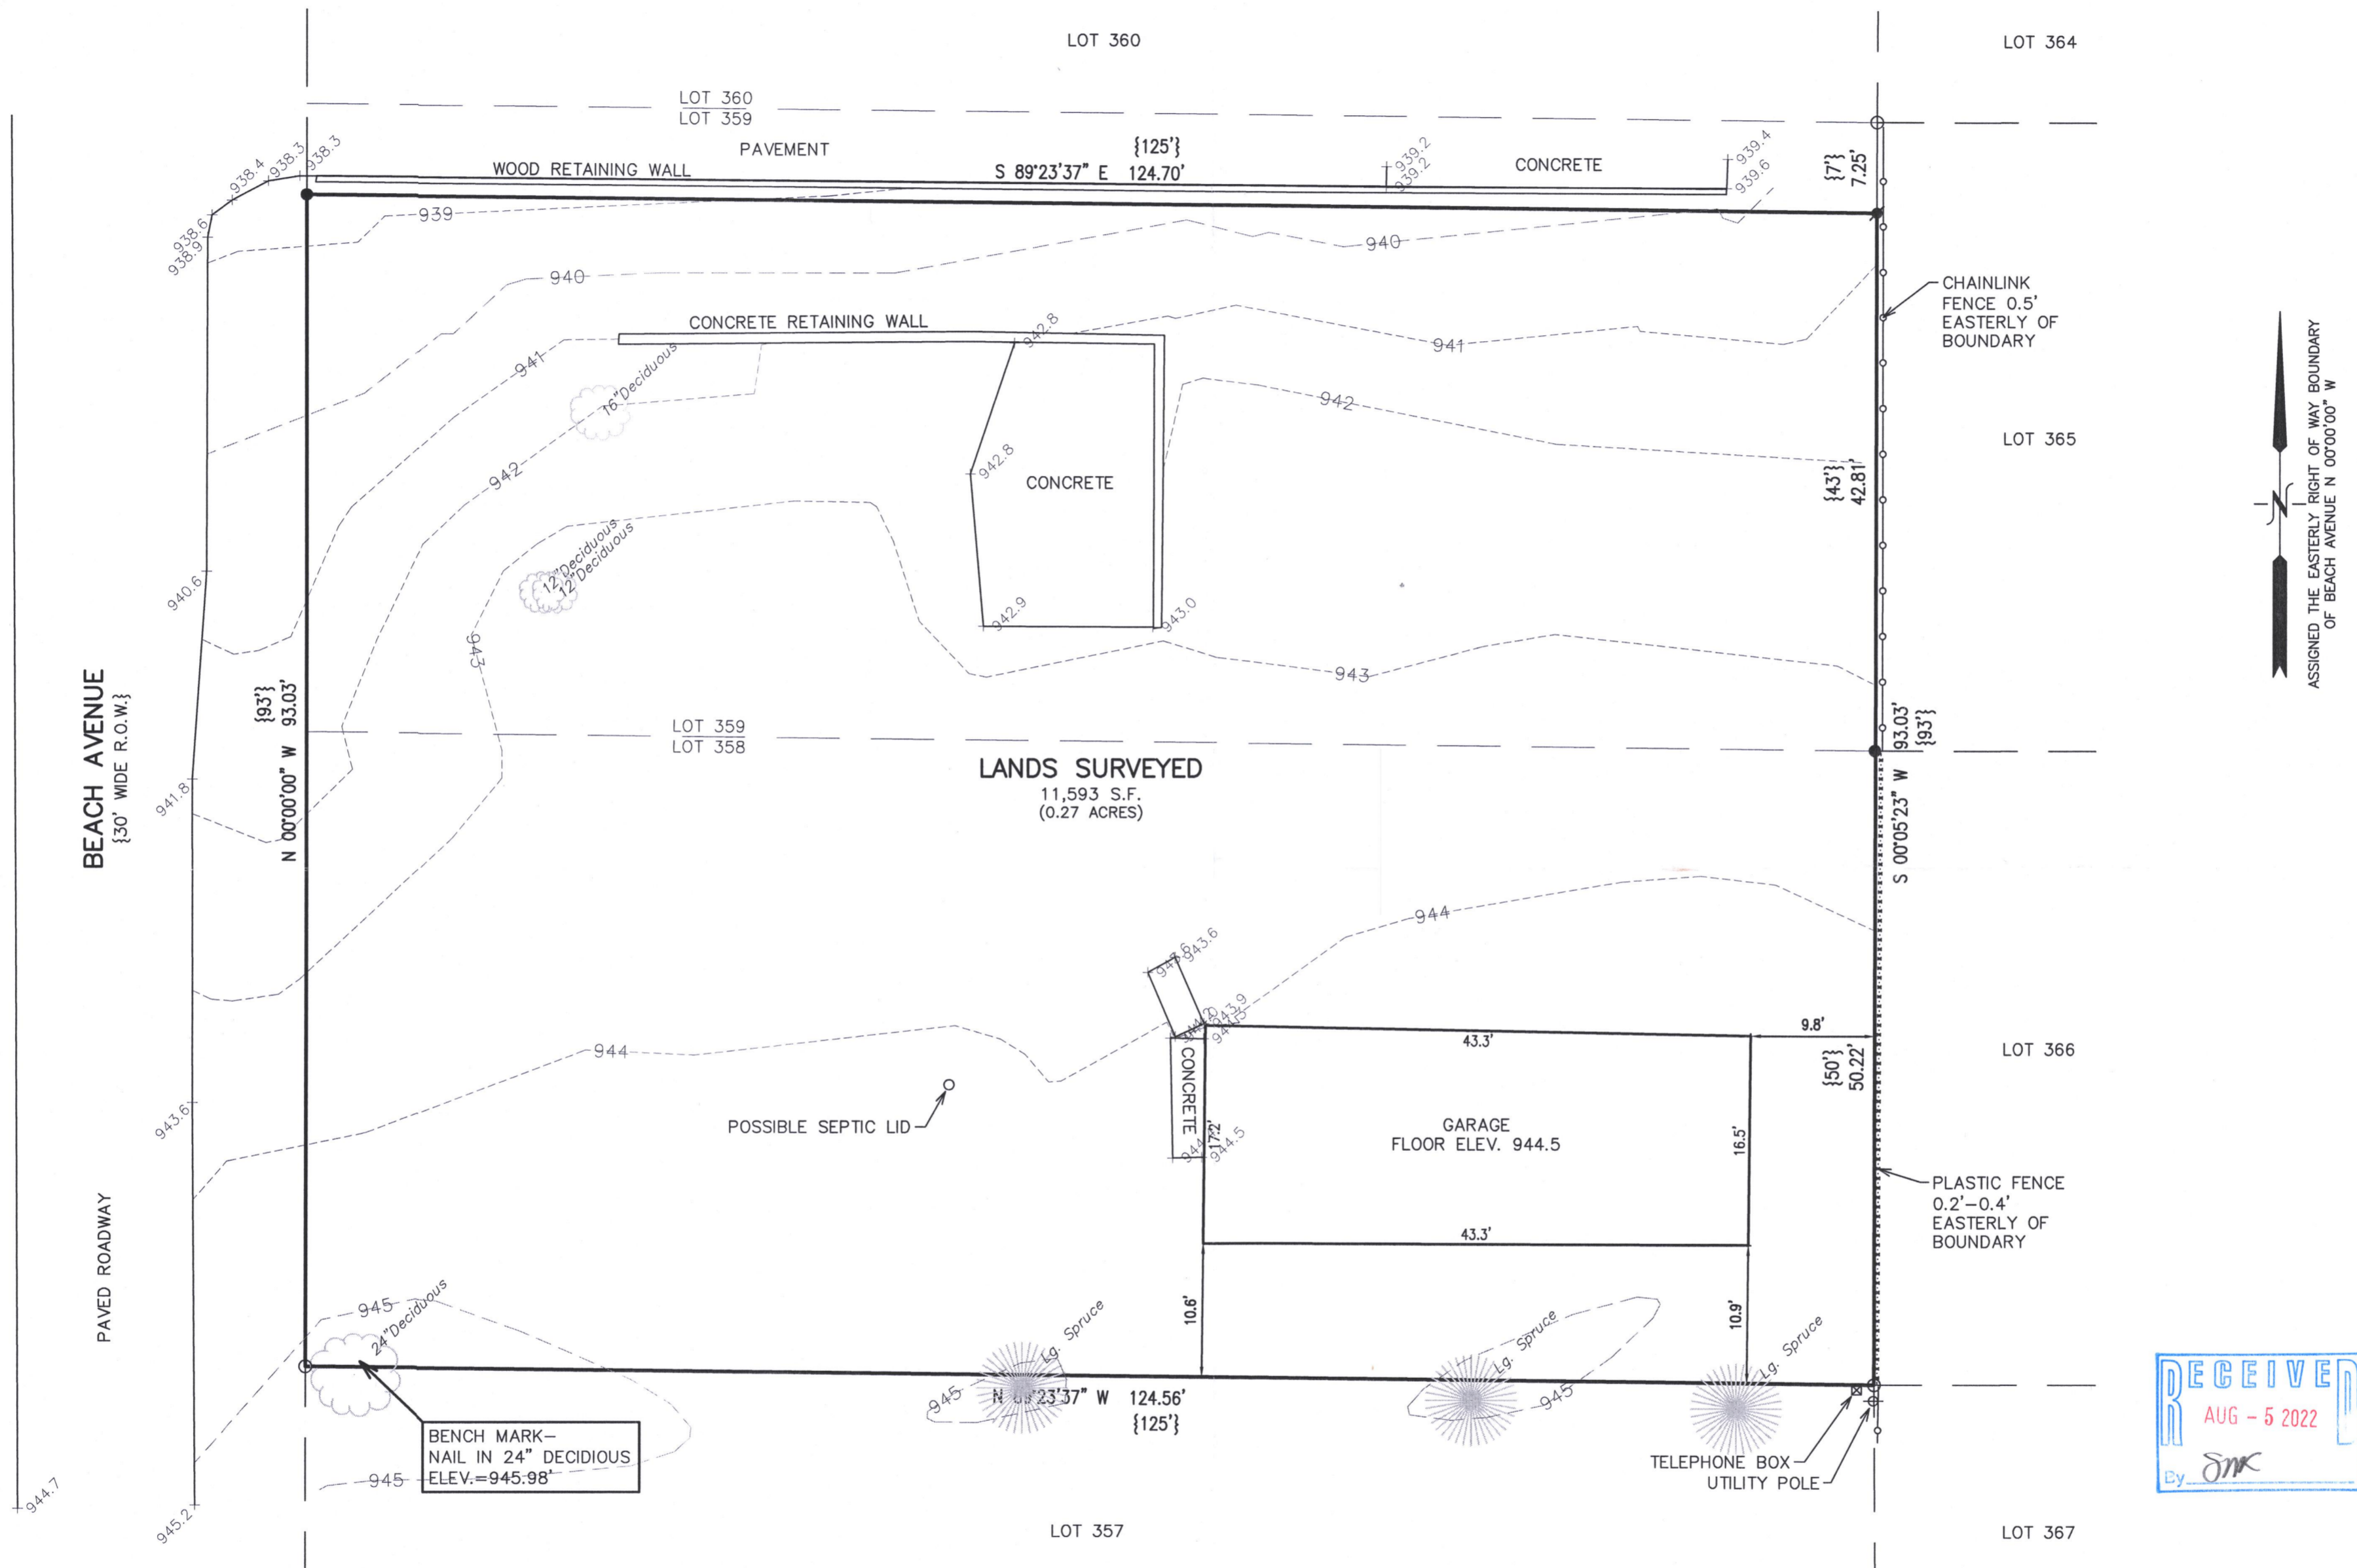 LOT 360
LOT 364
LOT 360
LOT 359
PAVEMENT
{125'}
S 89°23'37" E 124.70'
WOOD RETAINING WALL
CONCRETE
939.2
939.2
939.4
939.6
{7'}
7.25'
938.4
938.3
938.3
938.6
938.9
939
940
940
CONCRETE RETAINING WALL
942.8
941
941
16"Deciduous
942
942
942.8
CONCRETE
CHAINLINK
FENCE 0.5'
EASTERLY OF
BOUNDARY
LOT 365
{43'}
42.81'
ASSIGNED THE EASTERLY RIGHT OF WAY BOUNDARY
OF BEACH AVENUE N 00°00'00" W
N
12"Deciduous
12"Deciduous
940.6
942.9
943.0
943
943
BEACH AVENUE
{30' WIDE R.O.W.}
{93'}
N 00°00'00" W 93.03'
LOT 359
LOT 358
LANDS SURVEYED
11,593 S.F.
(0.27 ACRES)
S 00°05'23" W 93.03'
{93'}
941.8
944
943.6
943.6
943.9
944
43.3'
9.8'
{50'}
50.22'
LOT 366
CONCRETE
17.2'
944.5
POSSIBLE SEPTIC LID
GARAGE
FLOOR ELEV. 944.5
16.5'
943.6
PLASTIC FENCE
0.2'-0.4'
EASTERLY OF
BOUNDARY
43.3'
PAVED ROADWAY
945
24"Deciduous
10.6'
10.9'
Lg. Spruce
Lg. Spruce
Lg. Spruce
945
945
N 89°23'37" W 124.56'
{125'}
BENCH MARK-
NAIL IN 24" DECIDIOUS
ELEV.=945.98'
945
TELEPHONE BOX
UTILITY POLE
944.7
945.2
LOT 357
LOT 367
RECEIVED
AUG - 5 2022
By SMK